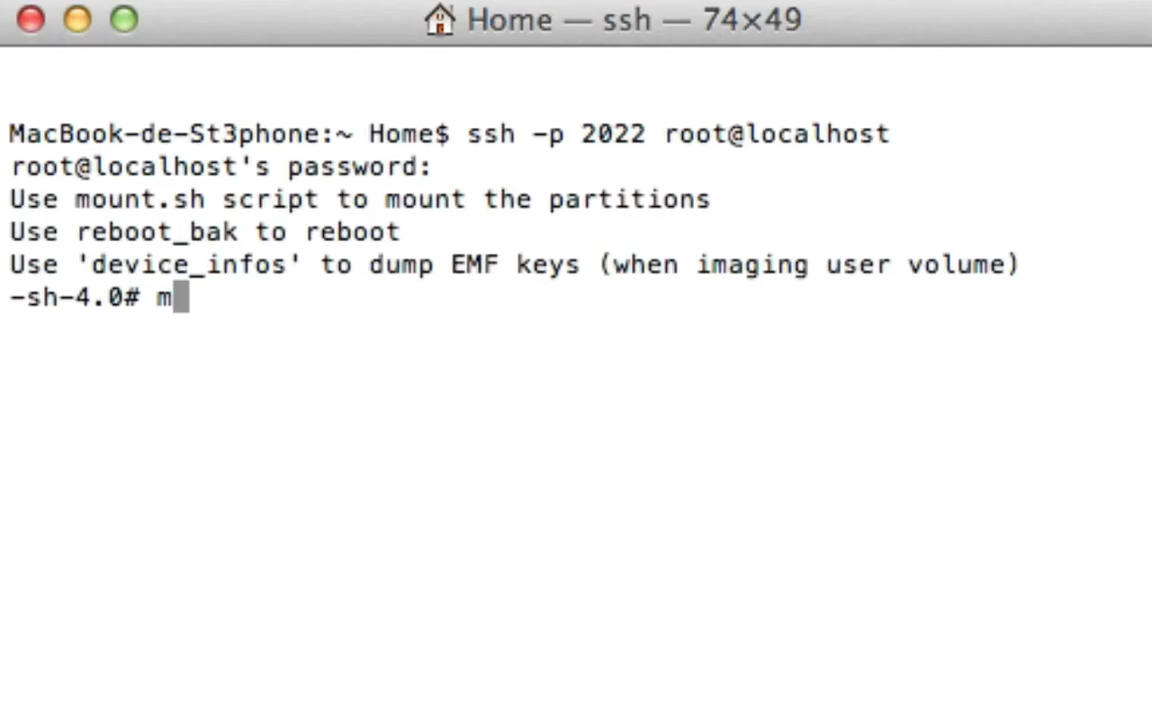 Home — ssh — 74×49
MacBook-de-St3phone:~ Home$ ssh -p 2022 root@localhost
root@localhost's password:
Use mount.sh script to mount the partitions
Use reboot_bak to reboot
Use 'device_infos' to dump EMF keys (when imaging user volume)
-sh-4.0# m